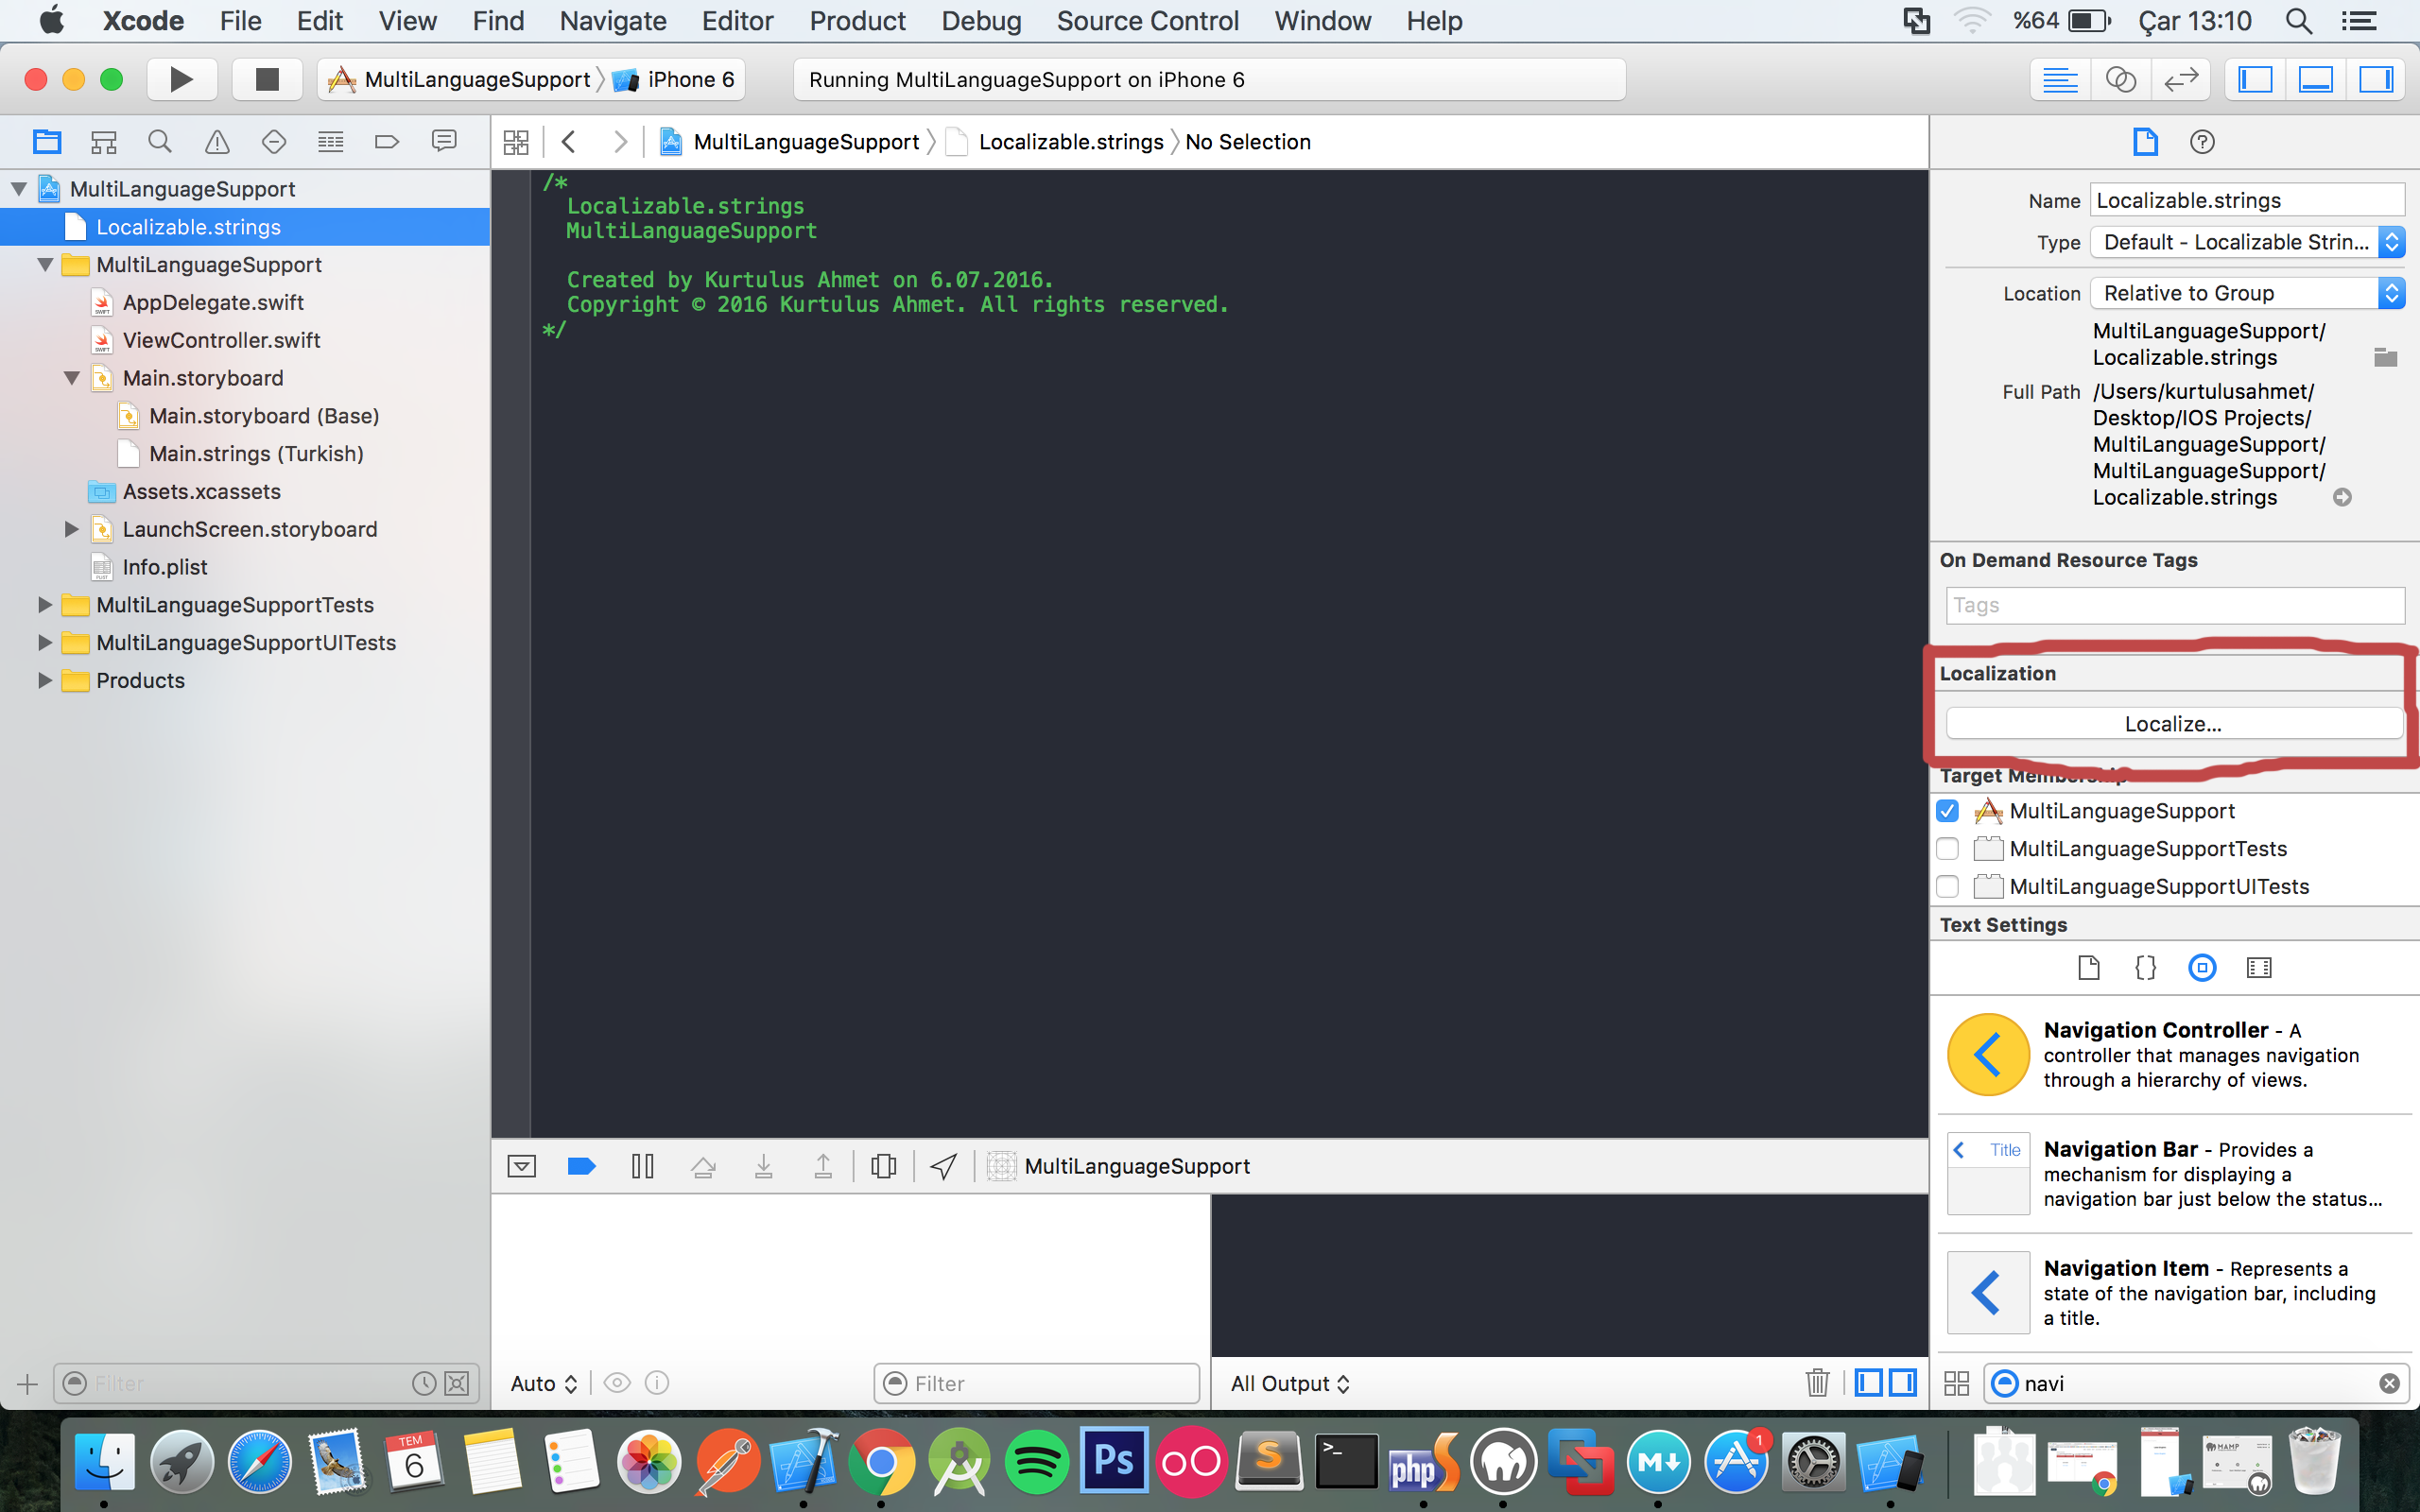 Xcode File Edit View Find Navigate Editor Product Debug Source Control Window Help %64 Çar 13:10
MultiLanguageSupport iPhone 6
Running MultiLanguageSupport on iPhone 6
MultiLanguageSupport Localizable.strings No Selection
MultiLanguageSupport
Localizable.strings
MultiLanguageSupport
AppDelegate.swift
ViewController.swift
Main.storyboard
Main.storyboard (Base)
Main.strings (Turkish)
Assets.xcassets
LaunchScreen.storyboard
Info.plist
MultiLanguageSupportTests
MultiLanguageSupportUITests
Products
Filter
/*
Localizable.strings
MultiLanguageSupport
Created by Kurtulus Ahmet on 6.07.2016.
Copyright © 2016 Kurtulus Ahmet. All rights reserved.
*/
MultiLanguageSupport
Auto
Filter
All Output
Name Localizable.strings
Type Default - Localizable Strin...
Location Relative to Group
MultiLanguageSupport/
Localizable.strings
Full Path /Users/kurtulusahmet/
Desktop/IOS Projects/
MultiLanguageSupport/
MultiLanguageSupport/
Localizable.strings
On Demand Resource Tags
Tags
Localization
Localize...
Target Membership
MultiLanguageSupport
MultiLanguageSupportTests
MultiLanguageSupportUITests
Text Settings
{}
Navigation Controller - A
controller that manages navigation
through a hierarchy of views.
Title
Navigation Bar - Provides a
mechanism for displaying a
navigation bar just below the status...
Navigation Item - Represents a
state of the navigation bar, including
a title.
navi
TEM
6
Ps
S
>_
php
M
1
MAMP